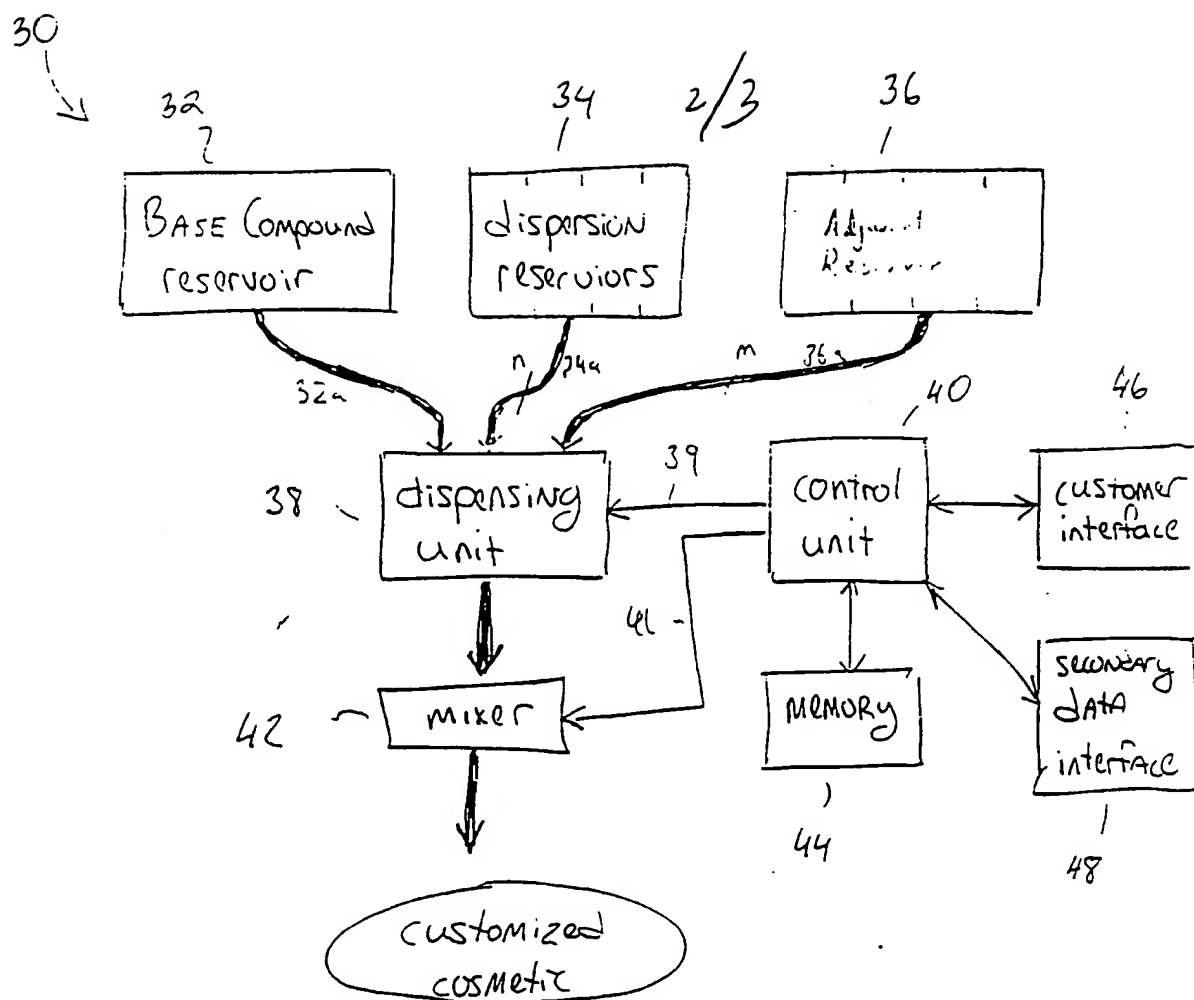 30
32
34
2/3
36
BASE Compound
reservoir
dispersion
reserviors
32a
n
34a
m
36a
40
46
38
dispensing
unit
39
control
unit
customer
interface
41
42
mixer
MEMORY
secondary
DATA
interface
44
48
customized
cosmetic